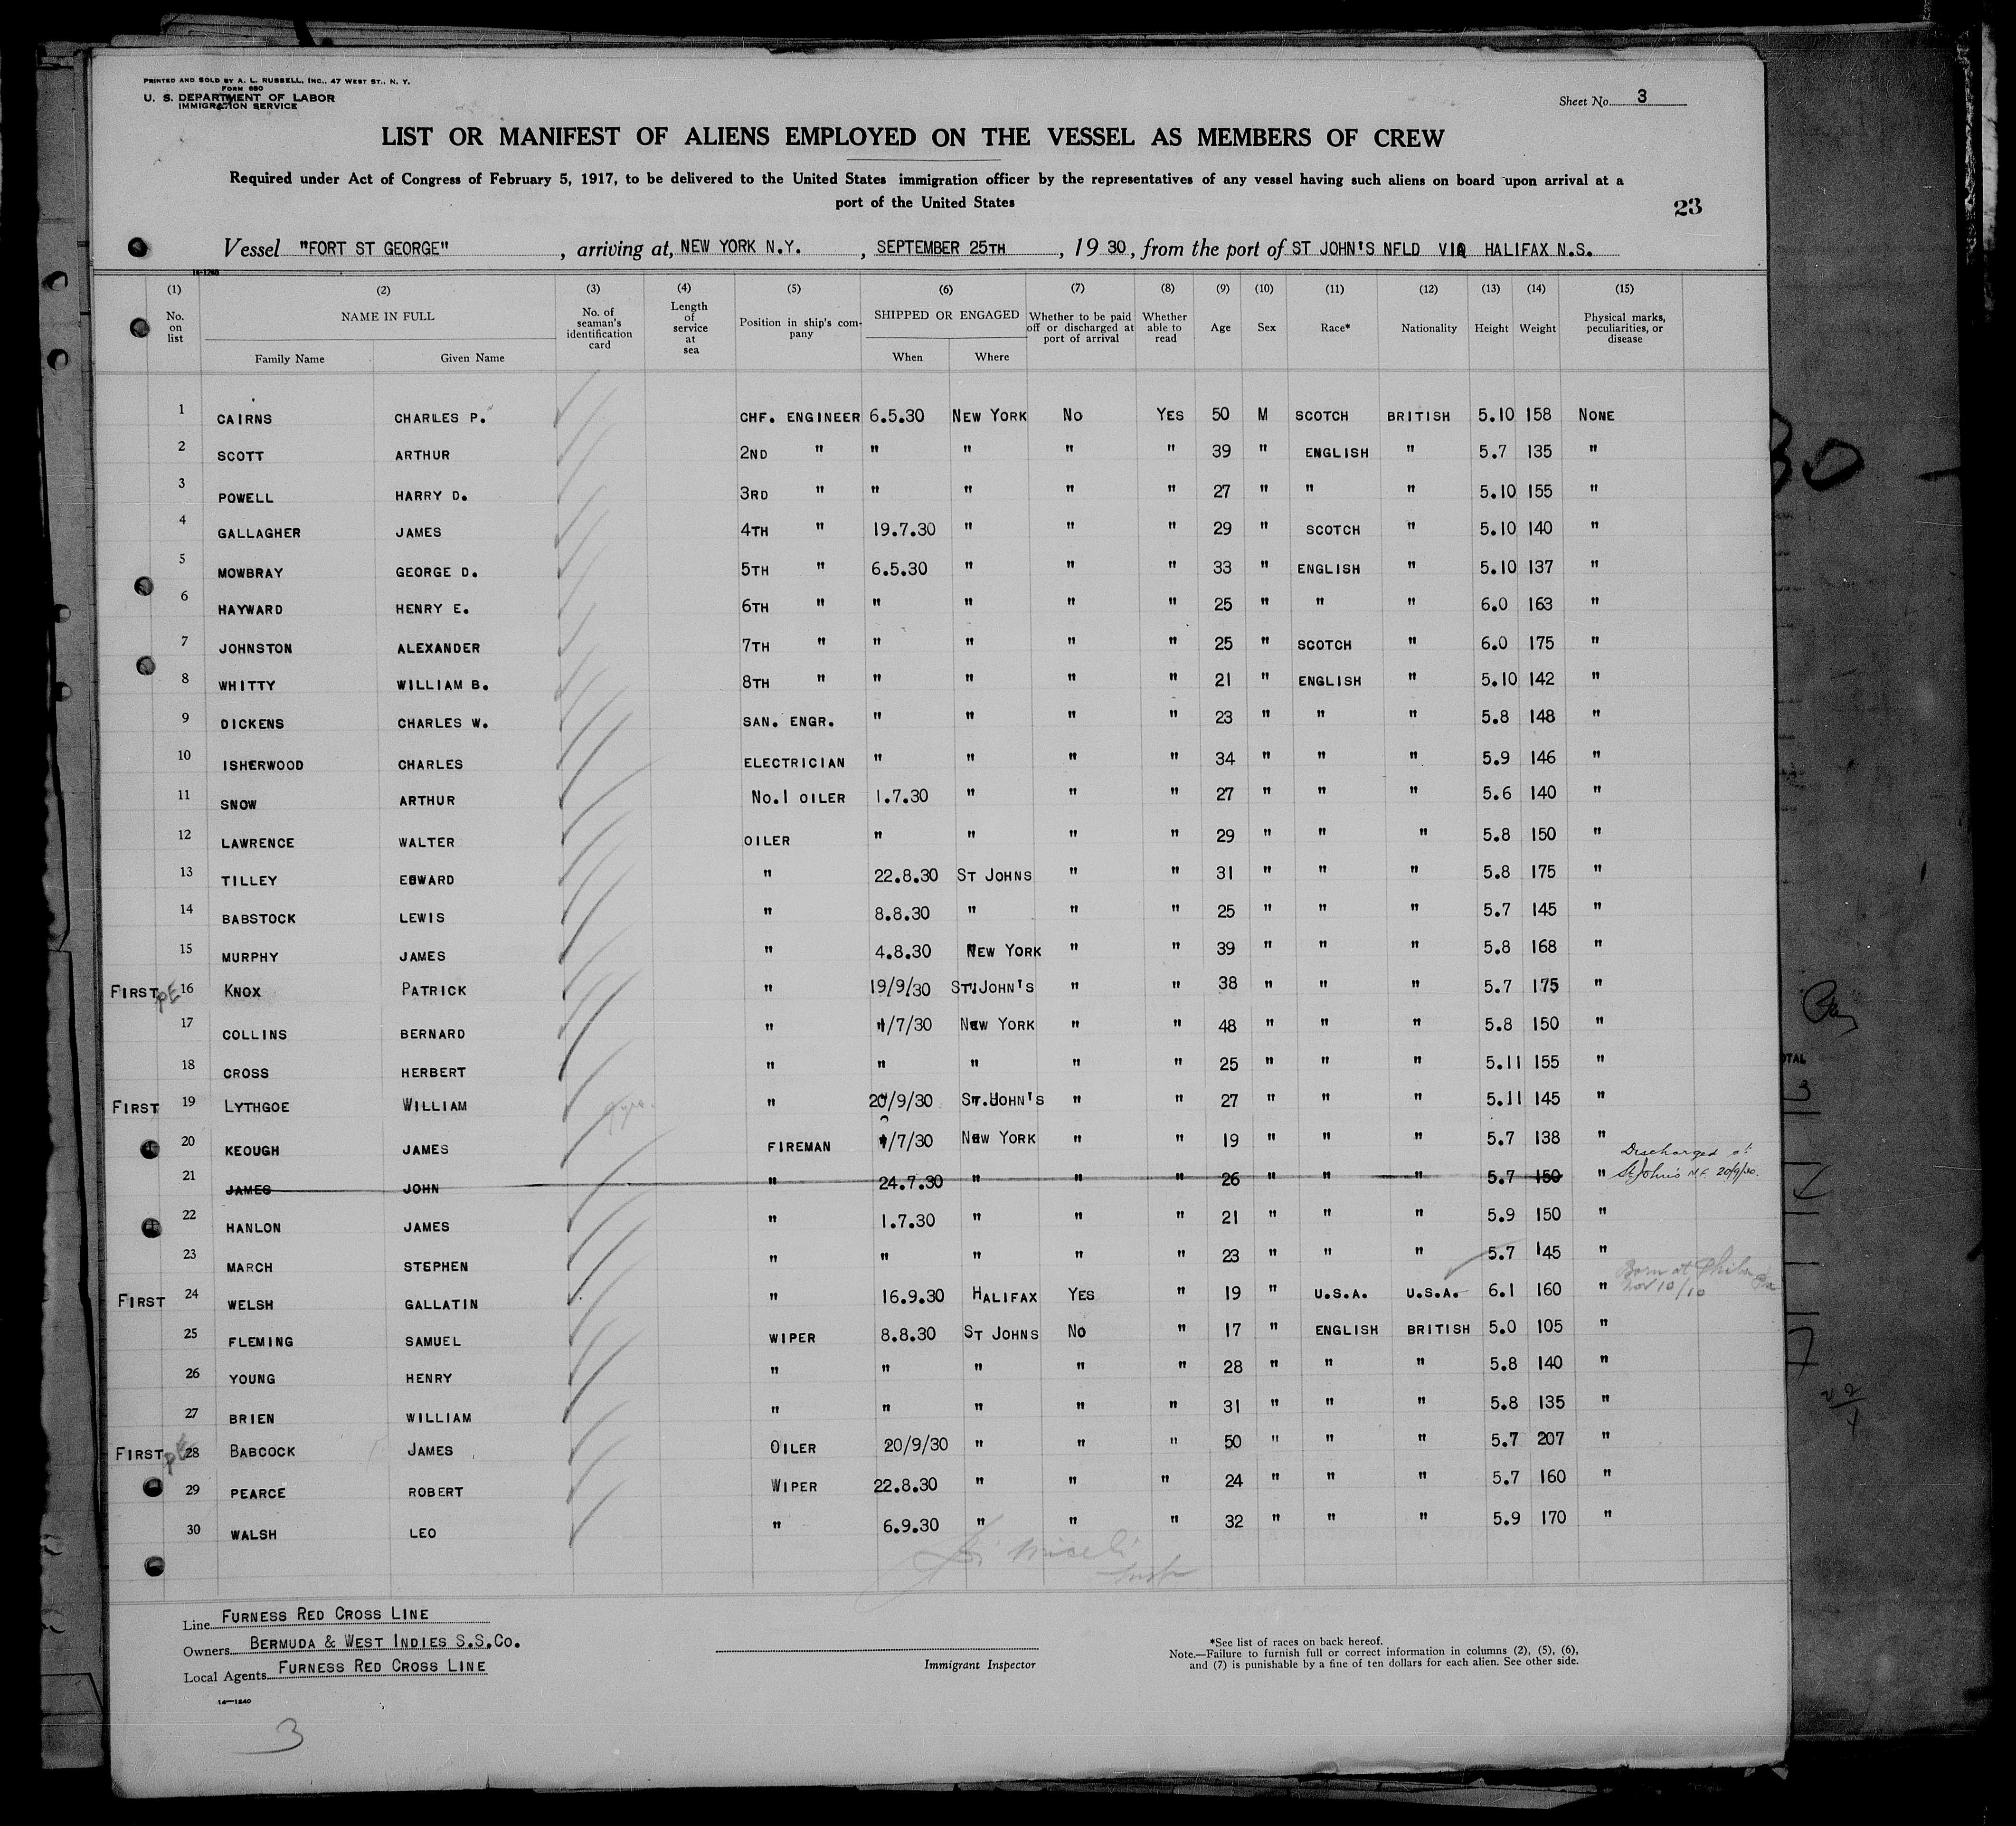 PRINTED AND SOLD BY A. L. RUSSELL, INC., 47 WEST ST., N. Y.
FORM 680
U. S. DEPARTMENT OF LABOR
IMMIGRATION SERVICE
Sheet No. 3
LIST OR MANIFEST OF ALIENS EMPLOYED ON THE VESSEL AS MEMBERS OF CREW
Required under Act of Congress of February 5, 1917, to be delivered to the United States immigration officer by the representatives of any vessel having such aliens on board upon arrival at a
port of the United States
23
Vessel "FORT ST GEORGE", arriving at, NEW YORK N.Y., SEPTEMBER 25TH, 1930, from the port of ST JOHN'S NFLD VIA HALIFAX N.S.
14-1240
(1) (2) (3) (4) (5) (6) (7) (8) (9) (10) (11) (12) (13) (14) (15)
No. on list NAME IN FULL No. of seaman's identification card Length of service at sea Position in ship's company SHIPPED OR ENGAGED Whether to be paid off or discharged at port of arrival Whether able to read Age Sex Race* Nationality Height Weight Physical marks, peculiarities, or disease
Family Name Given Name When Where
1 CAIRNS CHARLES P. CHF. ENGINEER 6.5.30 NEW YORK NO YES 50 M SCOTCH BRITISH 5.10 158 NONE
2 SCOTT ARTHUR 2ND " " " " " 39 " ENGLISH " 5.7 135 "
3 POWELL HARRY D. 3RD " " " " " 27 " " " 5.10 155 "
4 GALLAGHER JAMES 4TH " 19.7.30 " " " 29 " SCOTCH " 5.10 140 "
5 MOWBRAY GEORGE D. 5TH " 6.5.30 " " " 33 " ENGLISH " 5.10 137 "
6 HAYWARD HENRY E. 6TH " " " " " 25 " " " 6.0 163 "
7 JOHNSTON ALEXANDER 7TH " " " " " 25 " SCOTCH " 6.0 175 "
8 WHITTY WILLIAM B. 8TH " " " " " 21 " ENGLISH " 5.10 142 "
9 DICKENS CHARLES W. SAN. ENGR. " " " " 23 " " " 5.8 148 "
10 ISHERWOOD CHARLES ELECTRICIAN " " " " 34 " " " 5.9 146 "
11 SNOW ARTHUR NO.1 OILER 1.7.30 " " " 27 " " " 5.6 140 "
12 LAWRENCE WALTER OILER " " " " 29 " " " 5.8 150 "
13 TILLEY EDWARD " 22.8.30 ST JOHNS " " 31 " " " 5.8 175 "
14 BABSTOCK LEWIS " 8.8.30 " " " 25 " " " 5.7 145 "
15 MURPHY JAMES " 4.8.30 NEW YORK " " 39 " " " 5.8 168 "
FIRST PE 16 KNOX PATRICK " 19/9/30 ST.JOHN'S " " 38 " " " 5.7 175 "
17 COLLINS BERNARD " 1/7/30 NEW YORK " " 48 " " " 5.8 150 "
18 CROSS HERBERT " " " " " 25 " " " 5.11 155 "
FIRST 19 LYTHGOE WILLIAM " 20/9/30 ST.JOHN'S " " 27 " " " 5.11 145 "
20 KEOUGH JAMES FIREMAN 1/7/30 NEW YORK " " 19 " " " 5.7 138 "
21 JAMES JOHN " 24.7.30 " " " 26 " " " 5.7 150 " Discharged at St John's N.F. 20/9/30.
22 HANLON JAMES " 1.7.30 " " " 21 " " " 5.9 150 "
23 MARCH STEPHEN " " " " " 23 " " " 5.7 145 "
FIRST 24 WELSH GALLATIN " 16.9.30 HALIFAX YES " 19 " U.S.A. U.S.A. 6.1 160 " Born at Phila Pa Nov 10/10
25 FLEMING SAMUEL WIPER 8.8.30 ST JOHNS NO " 17 " ENGLISH BRITISH 5.0 105 "
26 YOUNG HENRY " " " " " 28 " " " 5.8 140 "
27 BRIEN WILLIAM " " " " " 31 " " " 5.8 135 "
FIRST PE 28 BABCOCK JAMES OILER 20/9/30 " " " 50 " " " 5.7 207 "
29 PEARCE ROBERT WIPER 22.8.30 " " " 24 " " " 5.7 160 "
30 WALSH LEO " 6.9.30 " " " 32 " " " 5.9 170 "
Line FURNESS RED CROSS LINE
Owners BERMUDA & WEST INDIES S.S.CO.
Local Agents FURNESS RED CROSS LINE
Immigrant Inspector
*See list of races on back hereof.
Note.—Failure to furnish full or correct information in columns (2), (5), (6),
and (7) is punishable by a fine of ten dollars for each alien. See other side.
14—1240
3